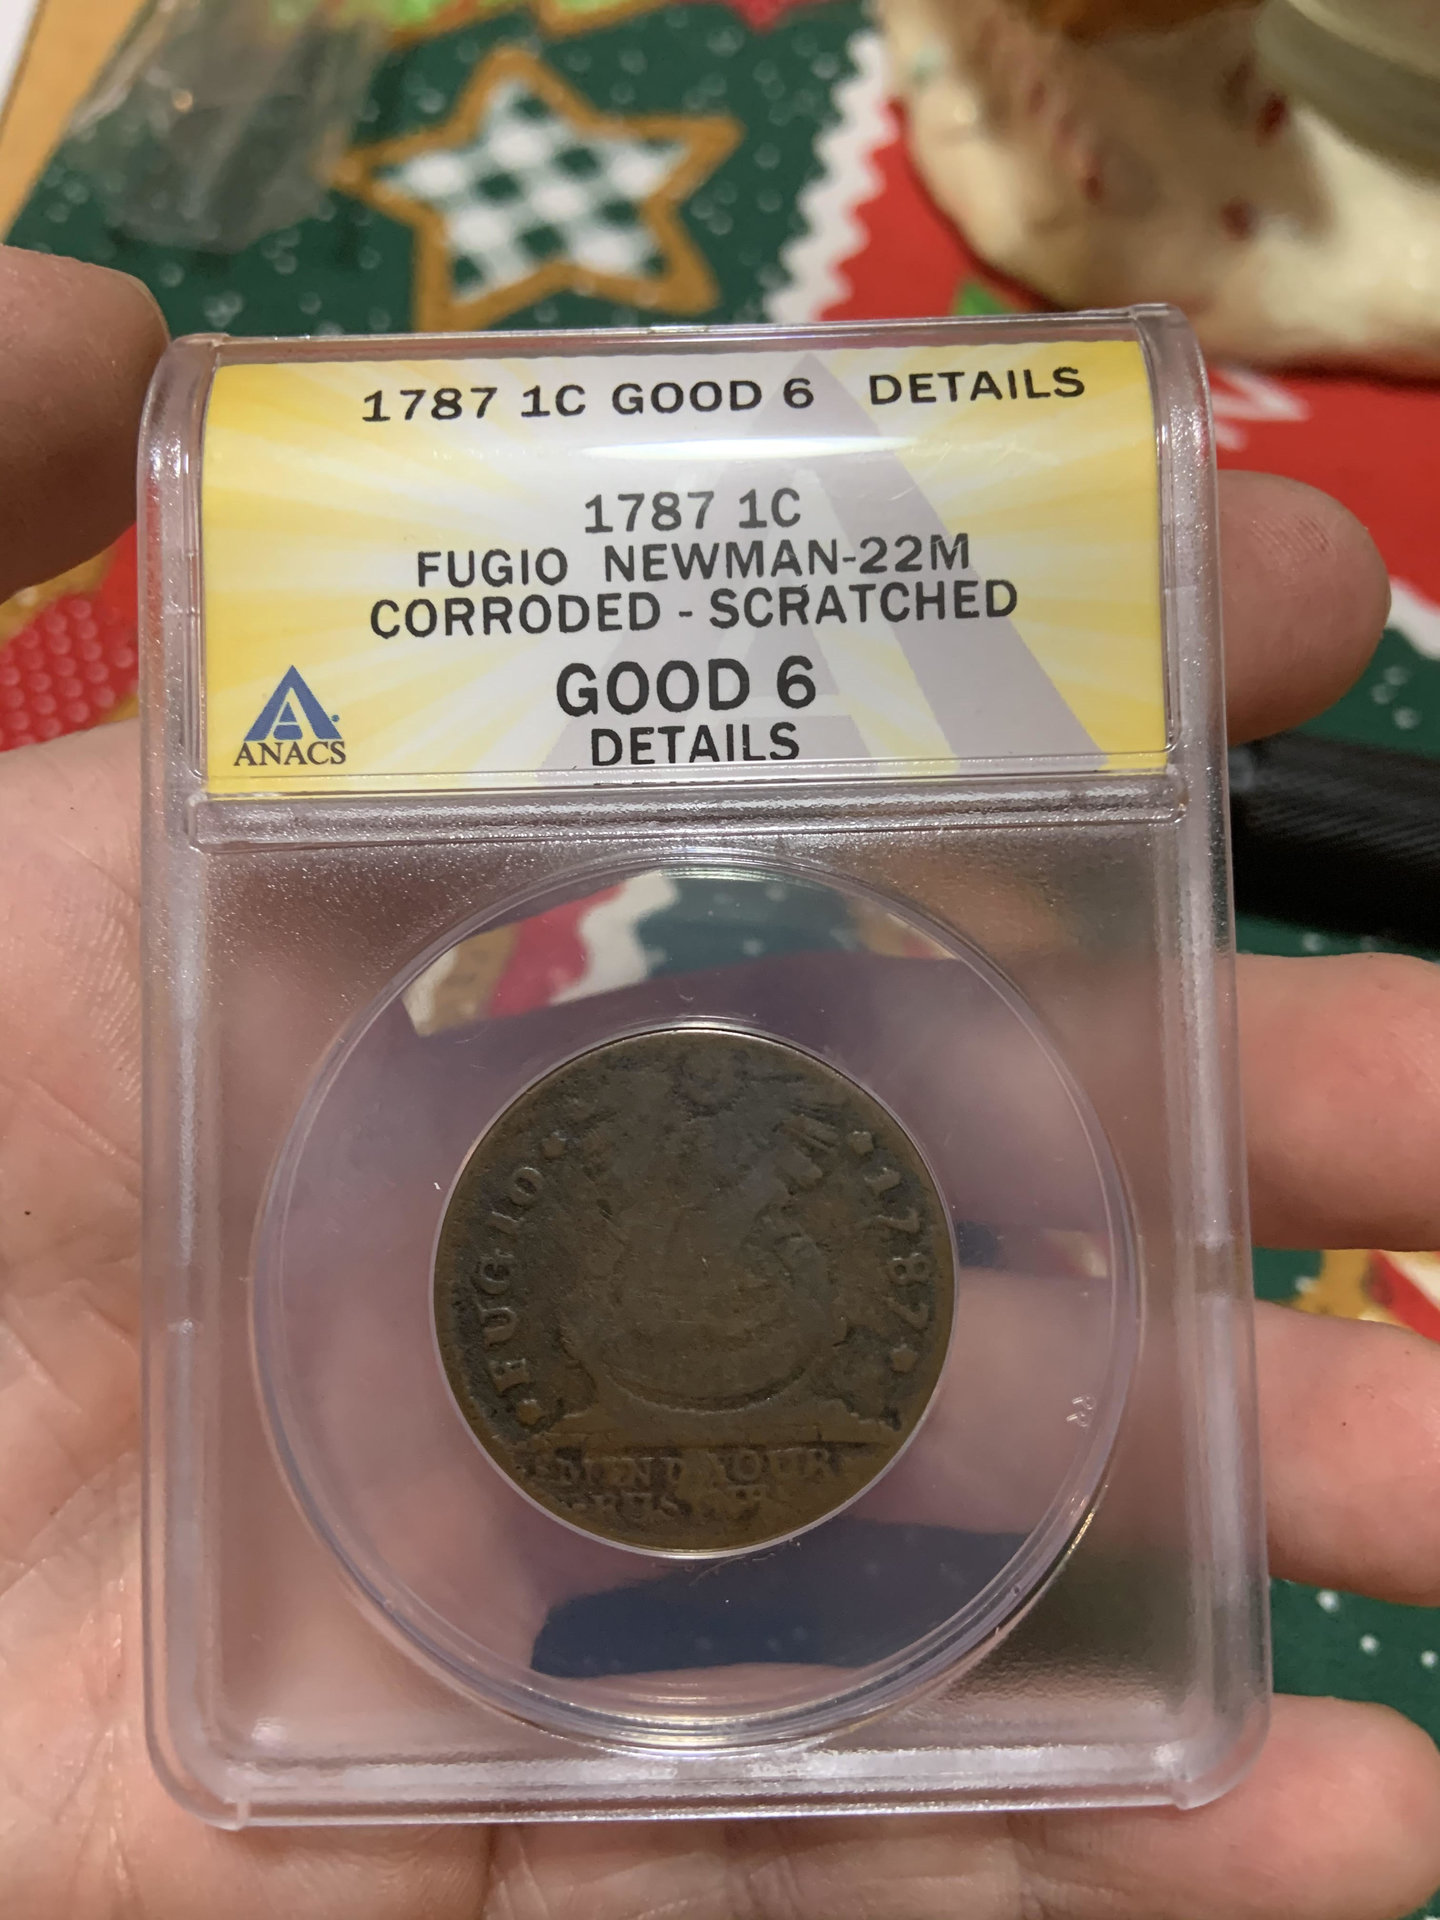 1787 1C GOOD 6 DETAILS
1787 1C
FUGIO NEWMAN-22M
CORRODED - SCRATCHED
GOOD 6
DETAILS
ANACS
FUGIO
1787